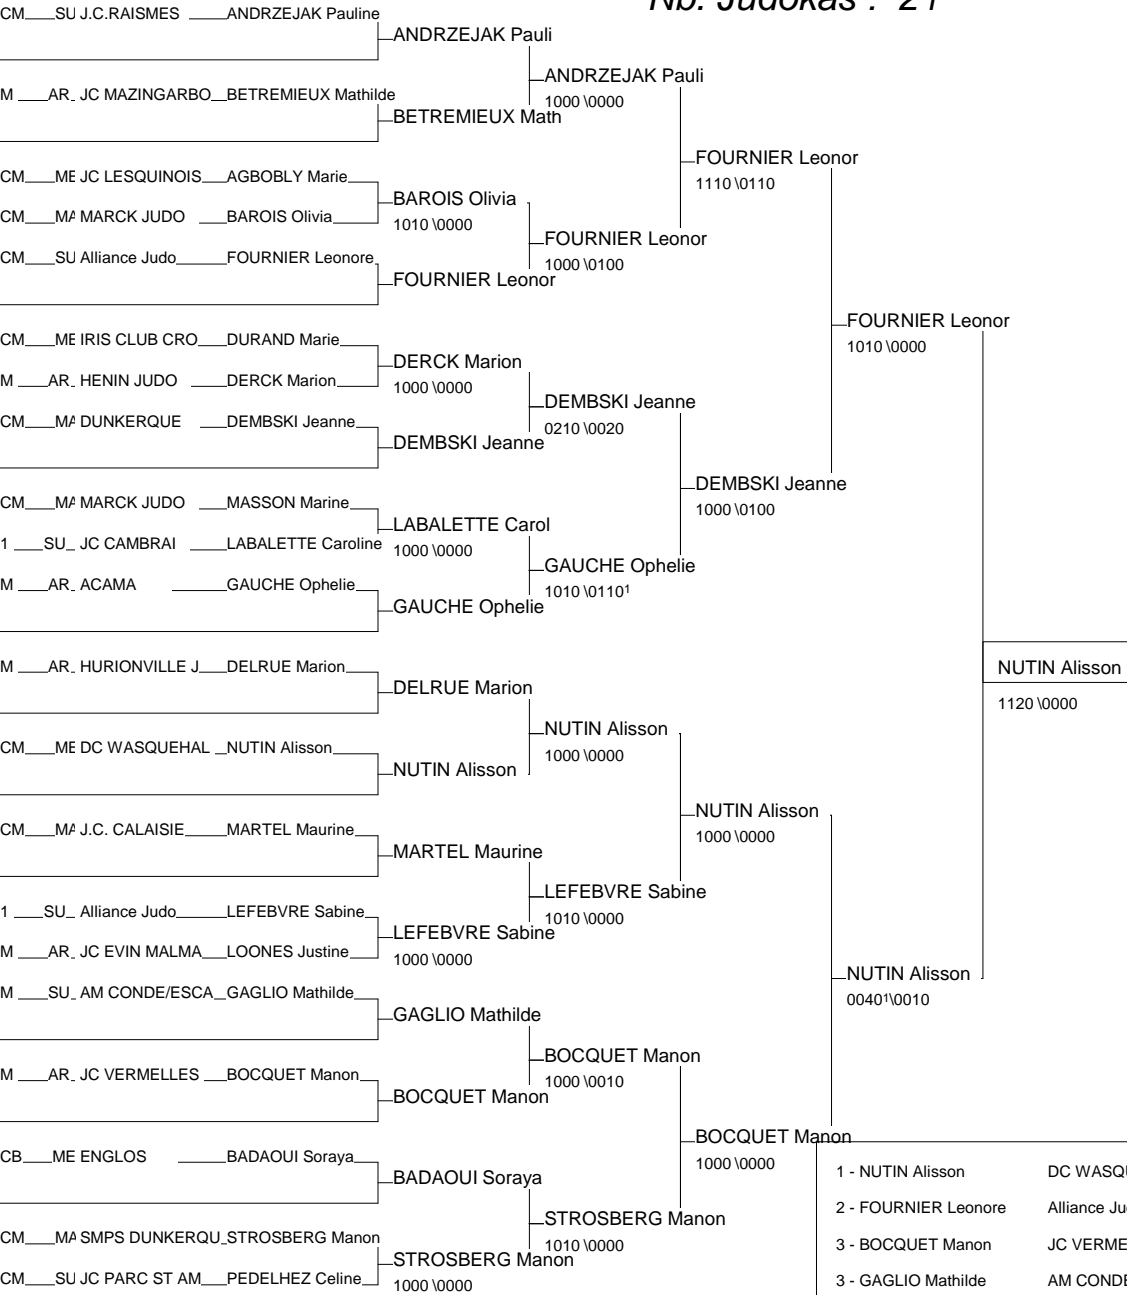 Nb. Judokas : 21
CM SU J.C.RAISMES ANDRZEJAK Pauline
ANDRZEJAK Pauli
ANDRZEJAK Pauli
1000 \0000
M AR JC MAZINGARBO BETREMIEUX Mathilde
BETREMIEUX Math
FOURNIER Leonor
1110 \0110
CM ME JC LESQUINOIS AGBOBLY Marie
BAROIS Olivia
1010 \0000
CM MA MARCK JUDO BAROIS Olivia
FOURNIER Leonor
1000 \0100
CM SU Alliance Judo FOURNIER Leonore
FOURNIER Leonor
FOURNIER Leonor
1010 \0000
CM ME IRIS CLUB CRO DURAND Marie
DERCK Marion
1000 \0000
M AR HENIN JUDO DERCK Marion
DEMBSKI Jeanne
0210 \0020
CM MA DUNKERQUE DEMBSKI Jeanne
DEMBSKI Jeanne
DEMBSKI Jeanne
1000 \0100
CM MA MARCK JUDO MASSON Marine
LABALETTE Carol
1000 \0000
1 SU JC CAMBRAI LABALETTE Caroline
GAUCHE Ophelie
1010 \0110¹
M AR ACAMA GAUCHE Ophelie
GAUCHE Ophelie
M AR HURIONVILLE J DELRUE Marion
NUTIN Alisson
1120 \0000
DELRUE Marion
NUTIN Alisson
1000 \0000
CM ME DC WASQUEHAL NUTIN Alisson
NUTIN Alisson
NUTIN Alisson
1000 \0000
CM MA J.C. CALAISIE MARTEL Maurine
MARTEL Maurine
LEFEBVRE Sabine
1010 \0000
1 SU Alliance Judo LEFEBVRE Sabine
LEFEBVRE Sabine
1000 \0000
M AR JC EVIN MALMA LOONES Justine
NUTIN Alisson
0040¹\0010
M SU AM CONDE/ESCA GAGLIO Mathilde
GAGLIO Mathilde
BOCQUET Manon
1000 \0010
M AR JC VERMELLES BOCQUET Manon
BOCQUET Manon
BOCQUET Manon
1000 \0000
CB ME ENGLOS BADAOUI Soraya
BADAOUI Soraya
STROSBERG Manon
1010 \0000
CM MA SMPS DUNKERQU STROSBERG Manon
STROSBERG Manon
1000 \0000
CM SU JC PARC ST AM PEDELHEZ Celine
1 - NUTIN Alisson DC WASQU
2 - FOURNIER Leonore Alliance Ju
3 - BOCQUET Manon JC VERME
3 - GAGLIO Mathilde AM CONDE